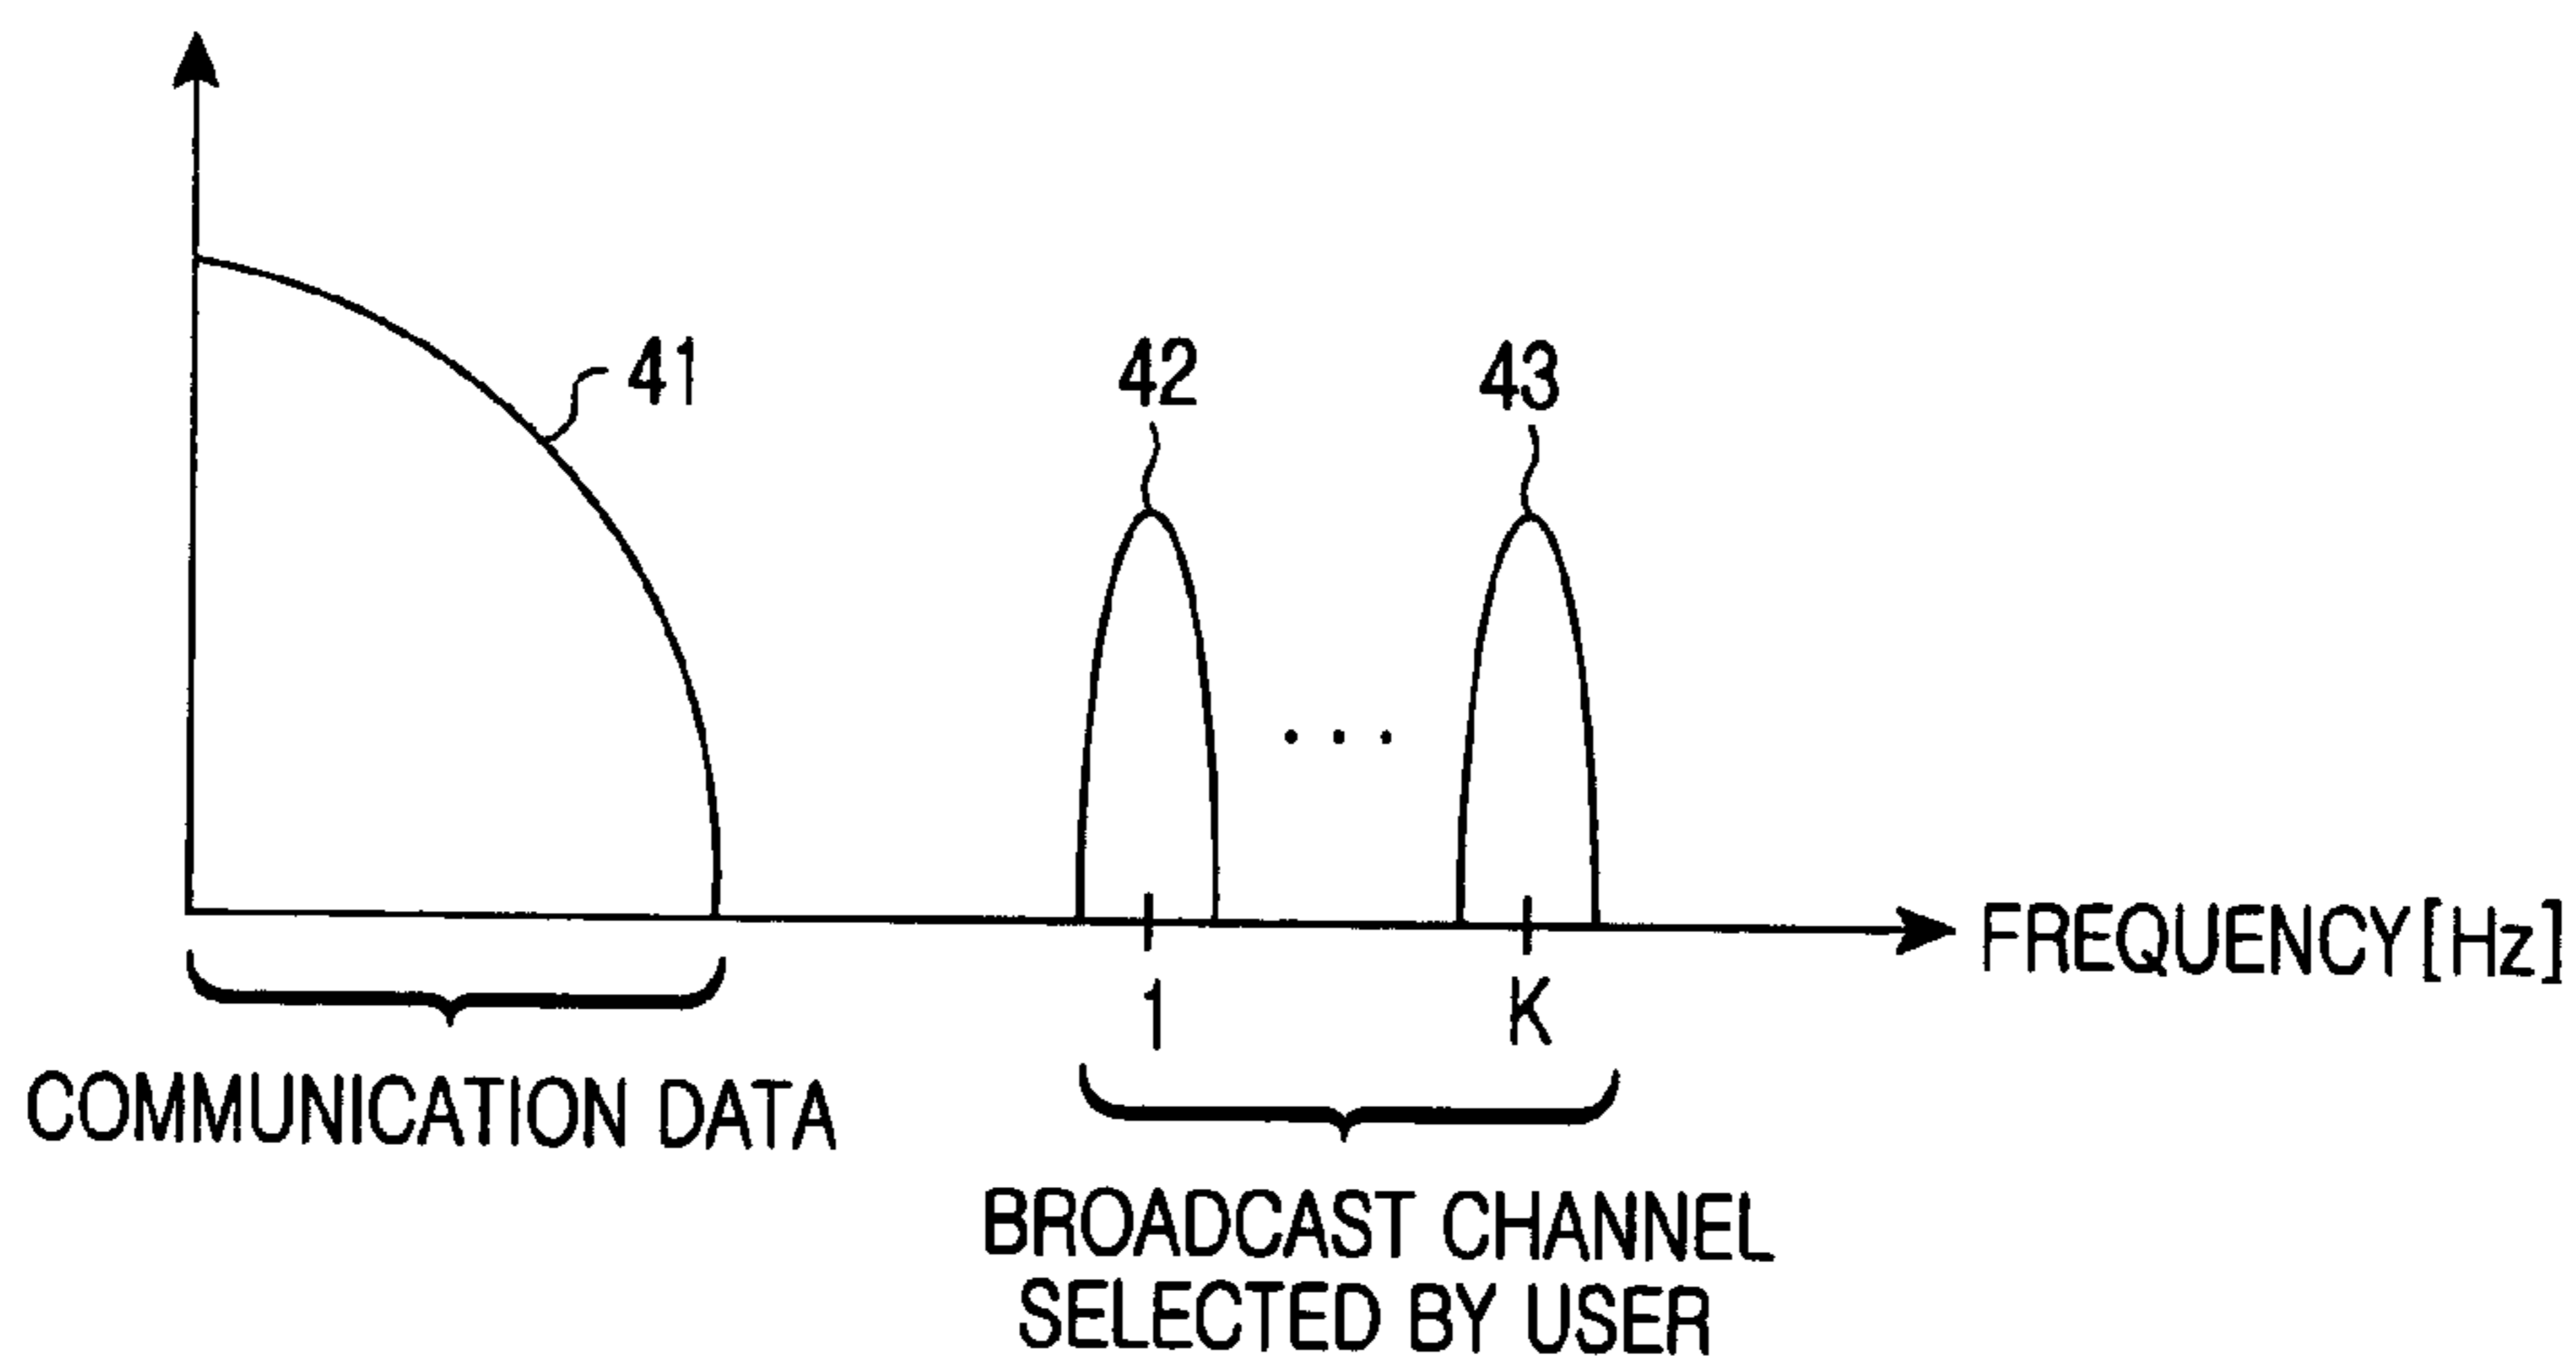 41
42
43
FREQUENCY[Hz]
1
K
COMMUNICATION DATA
BROADCAST CHANNEL
SELECTED BY USER